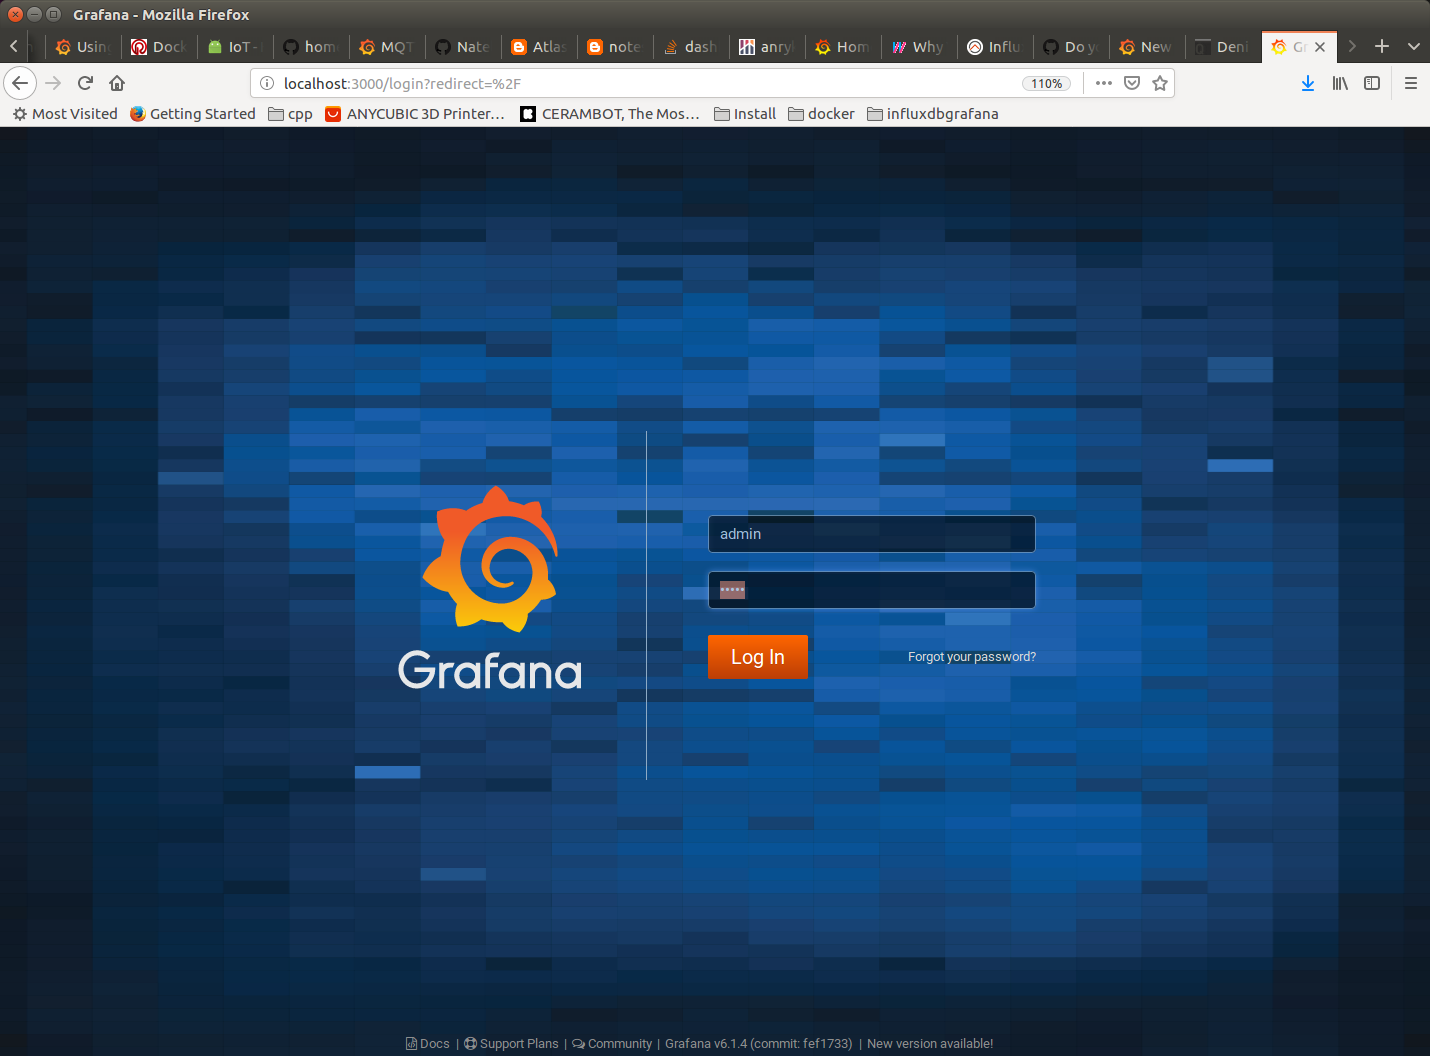 Grafana - Mozilla Firefox
Using
Dock
IoT -
hom
MQT
Nate
Atlas
note
dash
anry
Hom
Why
Influ
Do yo
New
Deni
Gr
localhost:3000/login?redirect=%2F
110%
Most Visited
Getting Started
cpp
ANYCUBIC 3D Printer...
CERAMBOT, The Mos...
Install
docker
influxdbgrafana
admin
•••••
Log In
Forgot your password?
Grafana
Docs | Support Plans | Community | Grafana v6.1.4 (commit: fef1733) | New version available!